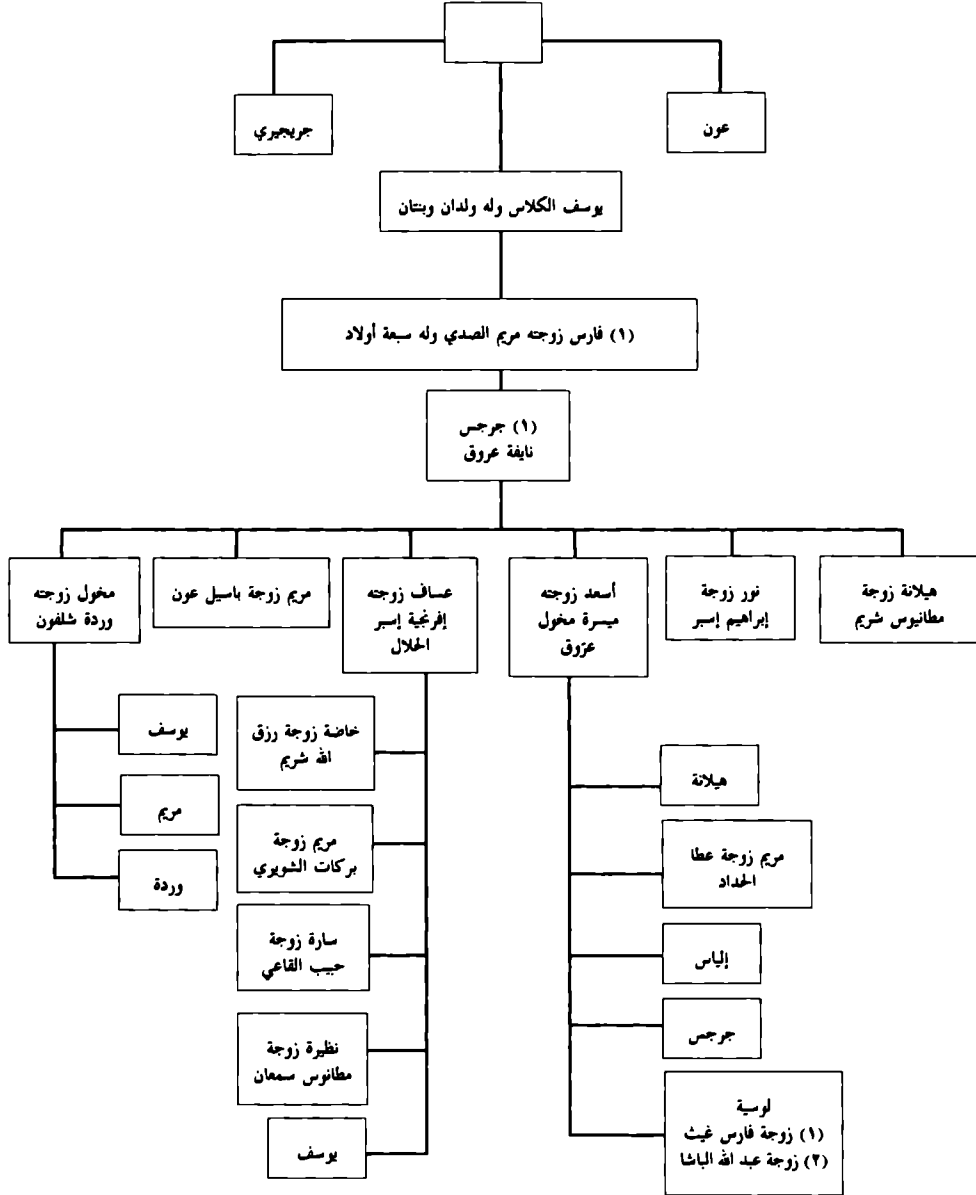 عون
جريجيري
يوسف الكلاس وله ولدان وبنتان
(١) فارس زوجته مريم الصدي وله سبعة أولاد
(١) جرجس
نايفة عروق
هيلانة زوجة
مطانيوس شريم
نور زوجة
إبراهيم إسبر
أسعد زوجته
ميسرة مخول
عزوق
عساف زوجته
إفرنجية إسبر
الحلال
مريم زوجة باسيل عون
مخول زوجته
وردة شلفون
هيلانة
مريم زوجة عطا
الحداد
إلياس
جرجس
لوسية
(١) زوجة فارس غيث
(٢) زوجة عبد الله الباشا
خاضة زوجة رزق
الله شريم
مريم زوجة
بركات الشويري
سارة زوجة
حبيب القاعي
نظيرة زوجة
مطانوس سمعان
يوسف
يوسف
مريم
وردة